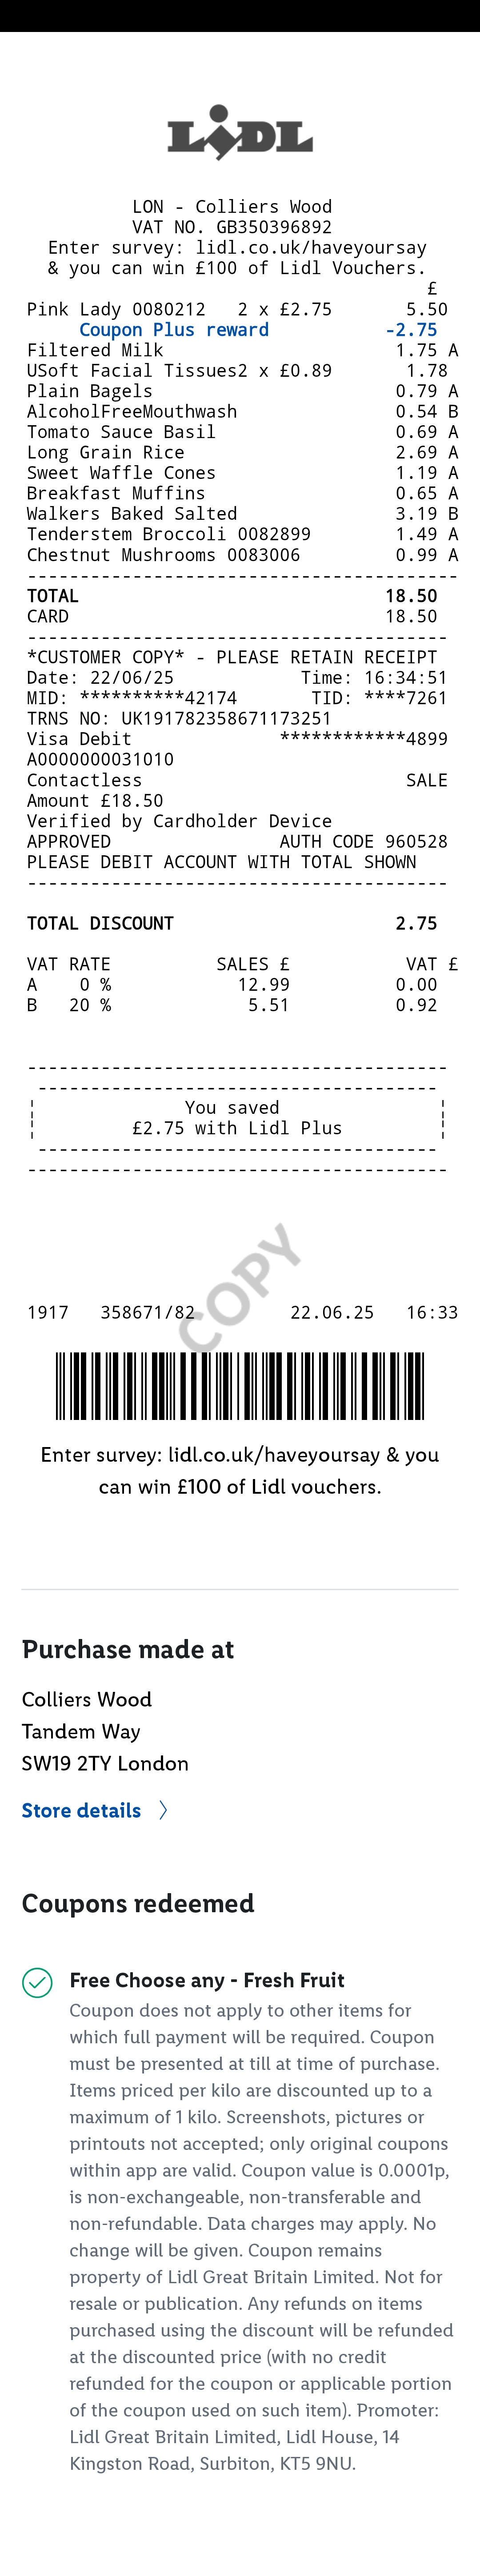 LIDL
LON - Colliers Wood
VAT NO. GB350396892
Enter survey: lidl.co.uk/haveyoursay
& you can win £100 of Lidl Vouchers.
£
Pink Lady 0080212 2 x £2.75 5.50
Coupon Plus reward -2.75
Filtered Milk 1.75 A
USoft Facial Tissues2 x £0.89 1.78
Plain Bagels 0.79 A
AlcoholFreeMouthwash 0.54 B
Tomato Sauce Basil 0.69 A
Long Grain Rice 2.69 A
Sweet Waffle Cones 1.19 A
Breakfast Muffins 0.65 A
Walkers Baked Salted 3.19 B
Tenderstem Broccoli 0082899 1.49 A
Chestnut Mushrooms 0083006 0.99 A
-----------------------------------------
TOTAL 18.50
CARD 18.50
----------------------------------------
*CUSTOMER COPY* - PLEASE RETAIN RECEIPT
Date: 22/06/25 Time: 16:34:51
MID: **********42174 TID: ****7261
TRNS NO: UK191782358671173251
Visa Debit ************4899
A0000000031010
Contactless SALE
Amount £18.50
Verified by Cardholder Device
APPROVED AUTH CODE 960528
PLEASE DEBIT ACCOUNT WITH TOTAL SHOWN
----------------------------------------
TOTAL DISCOUNT 2.75
VAT RATE SALES £ VAT £
A 0 % 12.99 0.00
B 20 % 5.51 0.92
----------------------------------------
--------------------------------------
¦ You saved ¦
¦ £2.75 with Lidl Plus ¦
--------------------------------------
----------------------------------------
COPY
1917 358671/82 22.06.25 16:33
Enter survey: lidl.co.uk/haveyoursay & you
can win £100 of Lidl vouchers.
Purchase made at
Colliers Wood
Tandem Way
SW19 2TY London
Store details
Coupons redeemed
Free Choose any - Fresh Fruit
Coupon does not apply to other items for
which full payment will be required. Coupon
must be presented at till at time of purchase.
Items priced per kilo are discounted up to a
maximum of 1 kilo. Screenshots, pictures or
printouts not accepted; only original coupons
within app are valid. Coupon value is 0.0001p,
is non-exchangeable, non-transferable and
non-refundable. Data charges may apply. No
change will be given. Coupon remains
property of Lidl Great Britain Limited. Not for
resale or publication. Any refunds on items
purchased using the discount will be refunded
at the discounted price (with no credit
refunded for the coupon or applicable portion
of the coupon used on such item). Promoter:
Lidl Great Britain Limited, Lidl House, 14
Kingston Road, Surbiton, KT5 9NU.